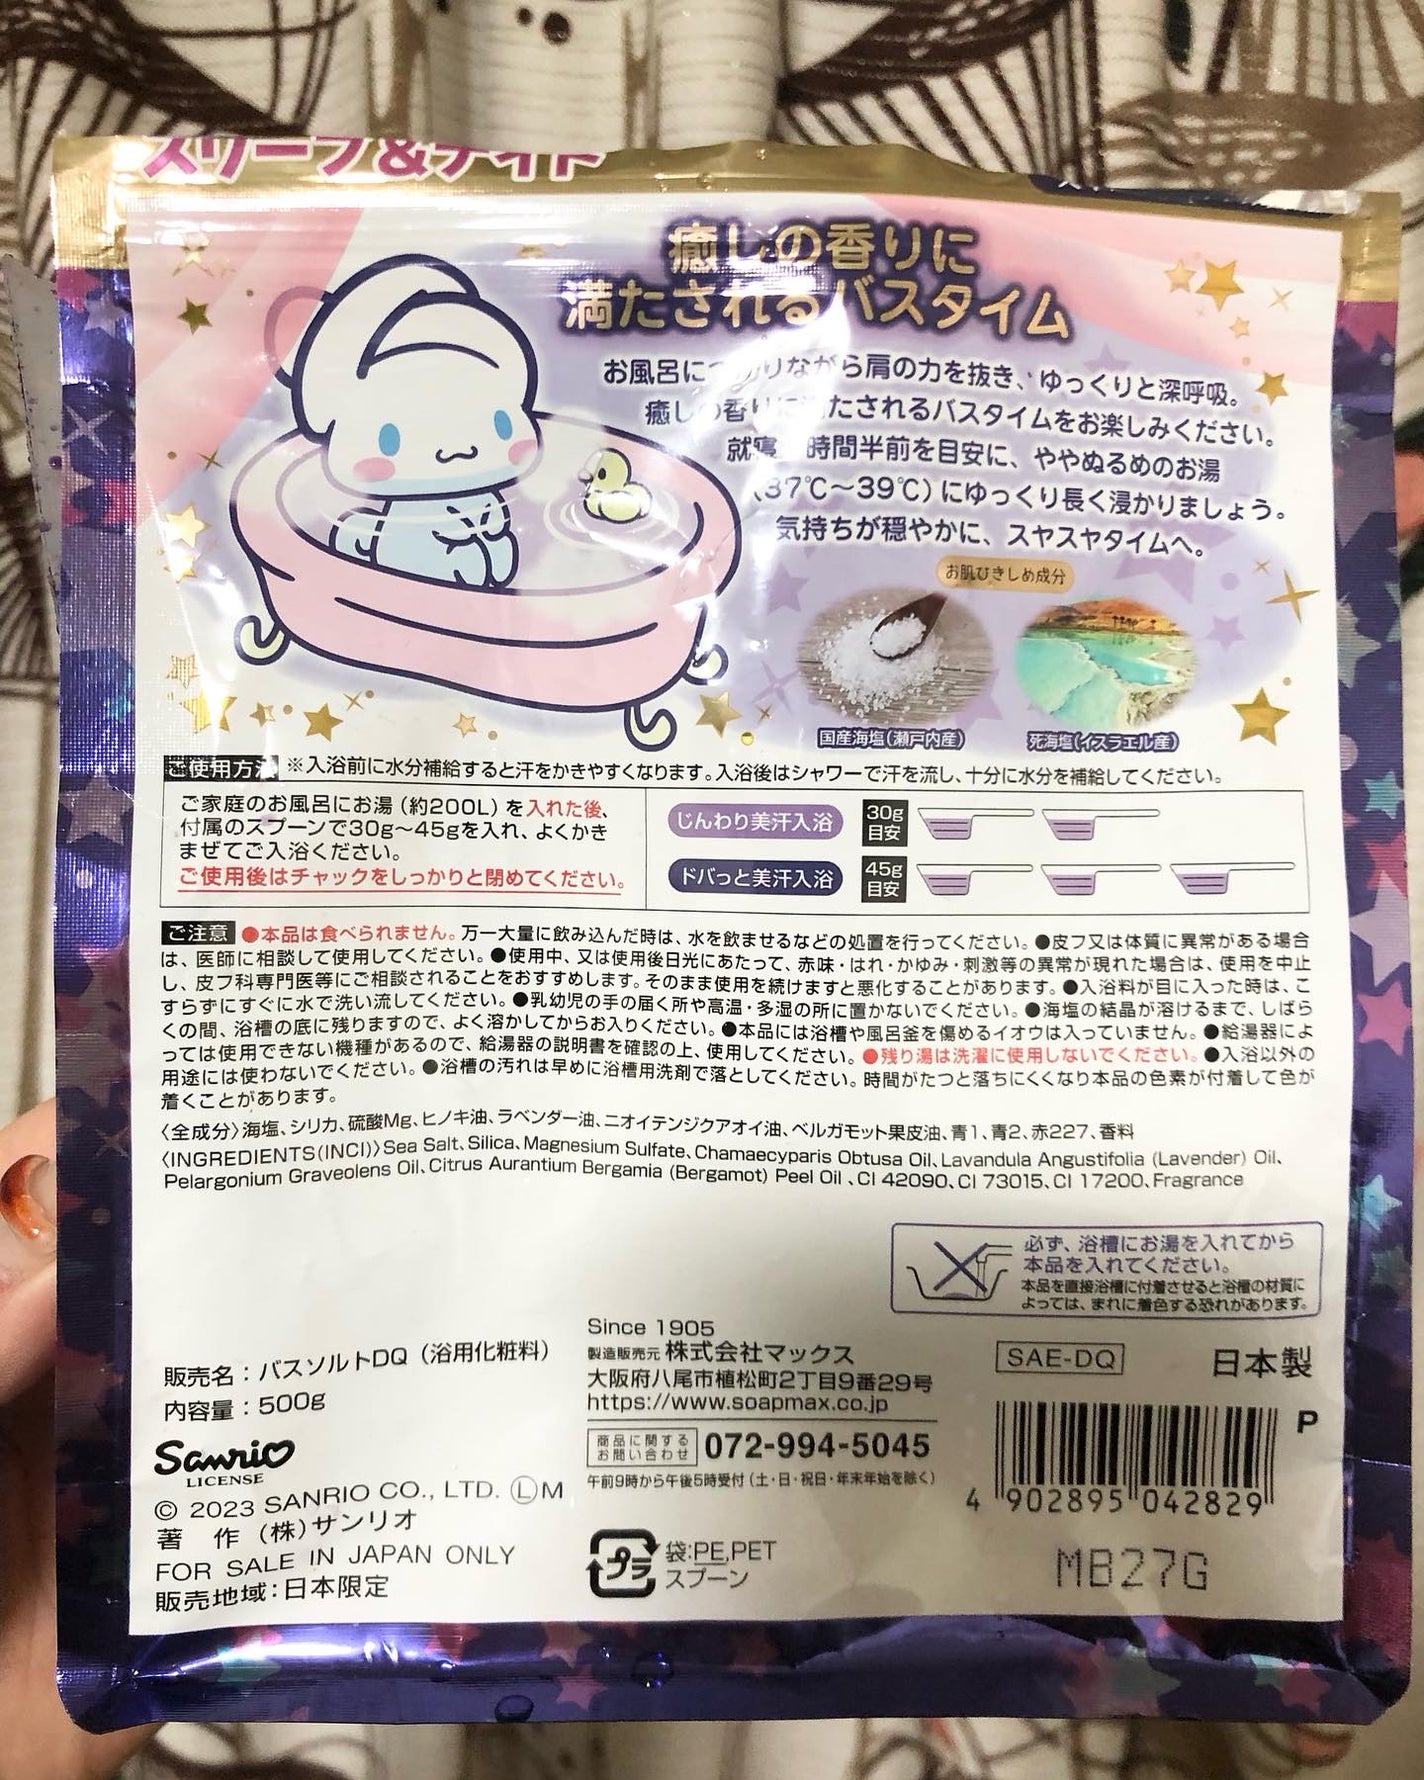 スリープ&ナイト
癒しの香りに
満たされるバスタイム
お風呂につかりながら肩の力を抜き、ゆっくりと深呼吸。
癒しの香りに満たされるバスタイムをお楽しみください。
就寝 時間半前を目安に、ややぬるめのお湯
(37℃～39℃)にゆっくり長く浸かりましょう。
気持ちが穏やかに、スヤスヤタイムへ。
お肌ひきしめ成分
国産海塩(瀬戸内産)
死海塩(イスラエル産)
ご使用方法 ※入浴前に水分補給すると汗をかきやすくなります。入浴後はシャワーで汗を流し、十分に水分を補給してください。
ご家庭のお風呂にお湯(約200L)を入れた後、
付属のスプーンで30g～45gを入れ、よくかき
まぜてご入浴ください。
ご使用後はチャックをしっかりと閉めてください。
じんわり美汗入浴 30g
目安
ドバっと美汗入浴 45g
目安
ご注意 ●本品は食べられません。万一大量に飲み込んだ時は、水を飲ませるなどの処置を行ってください。●皮フ又は体質に異常がある場合
は、医師に相談して使用してください。●使用中、又は使用後日光にあたって、赤味・はれ・かゆみ・刺激等の異常が現れた場合は、使用を中止
し、皮フ科専門医等にご相談されることをおすすめします。そのまま使用を続けますと悪化することがあります。●入浴料が目に入った時は、こ
すらずにすぐに水で洗い流してください。●乳幼児の手の届く所や高温・多湿の所に置かないでください。●海塩の結晶が溶けるまで、しばら
くの間、浴槽の底に残りますので、よく溶かしてからお入りください。●本品には浴槽や風呂釜を傷めるイオウは入っていません。●給湯器によ
っては使用できない機種があるので、給湯器の説明書を確認の上、使用してください。●残り湯は洗濯に使用しないでください。●入浴以外の
用途には使わないでください。●浴槽の汚れは早めに浴槽用洗剤で落としてください。時間がたつと落ちにくくなり本品の色素が付着して色が
着くことがあります。
〈全成分〉海塩、シリカ、硫酸Mg、ヒノキ油、ラベンダー油、ニオイテンジクアオイ油、ベルガモット果皮油、青1、青2、赤227、香料
〈INGREDIENTS(INCI)〉Sea Salt、Silica、Magnesium Sulfate、Chamaecyparis Obtusa Oil、Lavandula Angustifolia (Lavender) Oil、
Pelargonium Graveolens Oil、Citrus Aurantium Bergamia (Bergamot) Peel Oil 、CI 42090、CI 73015、CI 17200、Fragrance
必ず、浴槽にお湯を入れてから
本品を入れてください。
本品を直接浴槽に付着させると浴槽の材質に
よっては、まれに着色する恐れがあります。
販売名：バスソルトDQ(浴用化粧料)
内容量：500g
Sanrio
LICENSE
© 2023 SANRIO CO., LTD. Ⓛ M
著 作 (株)サンリオ
FOR SALE IN JAPAN ONLY
販売地域:日本限定
Since 1905
製造販売元 株式会社マックス
大阪府八尾市植松町2丁目9番29号
https://www.soapmax.co.jp
商品に関する
お問い合わせ 072-994-5045
午前9時から午後5時受付(土・日・祝日・年末年始を除く)
プラ 袋:PE,PET
スプーン
SAE-DQ 日本製
P
4 902895 042829
MB27G